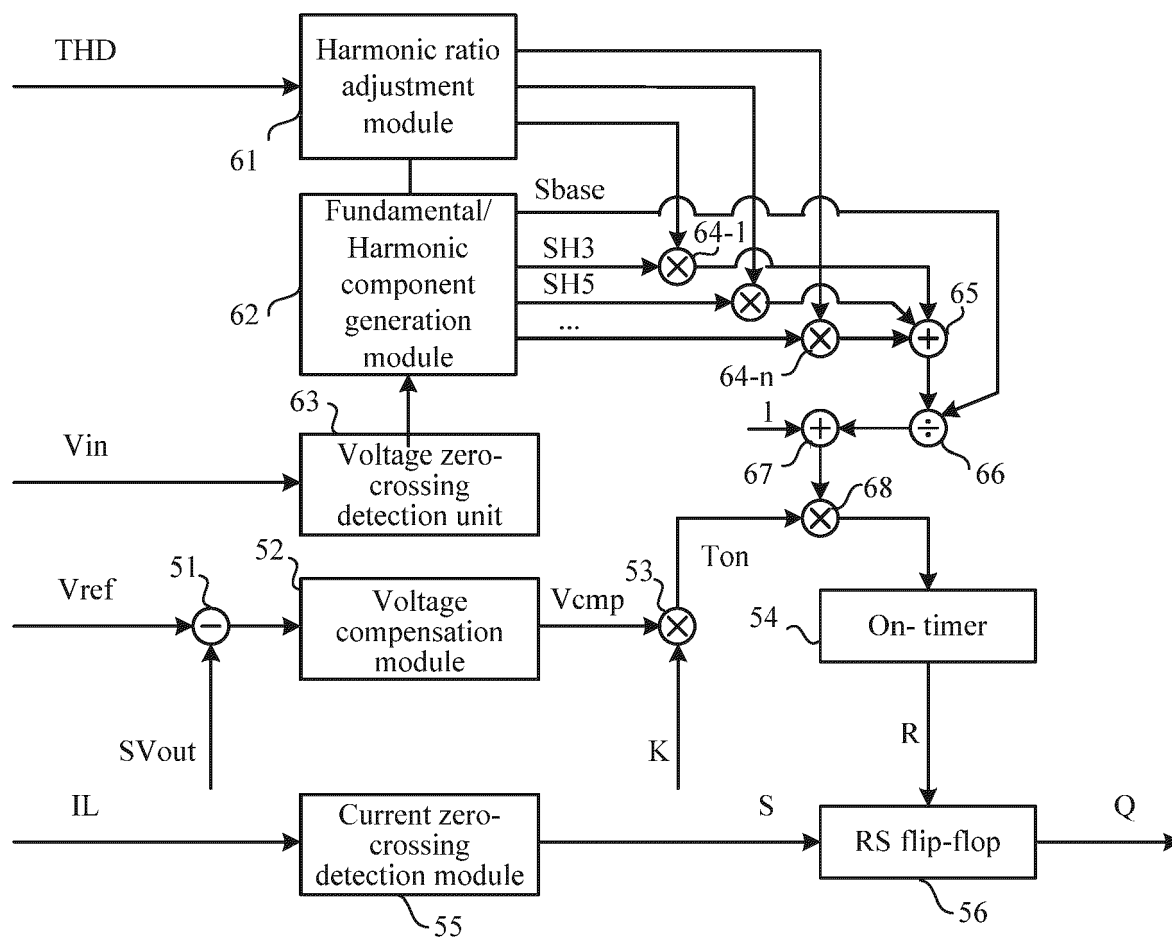 THD
Harmonic ratio
adjustment
module
61
Sbase
Fundamental/
Harmonic
component
generation
module
62
SH3
SH5
...
64-1
64-n
65
63
1
67
66
Vin
Voltage zero-
crossing
detection unit
68
Ton
Vref
51
52
Voltage
compensation
module
Vcmp
53
54
On- timer
SVout
K
R
IL
Current zero-
crossing
detection module
55
S
RS flip-flop
56
Q